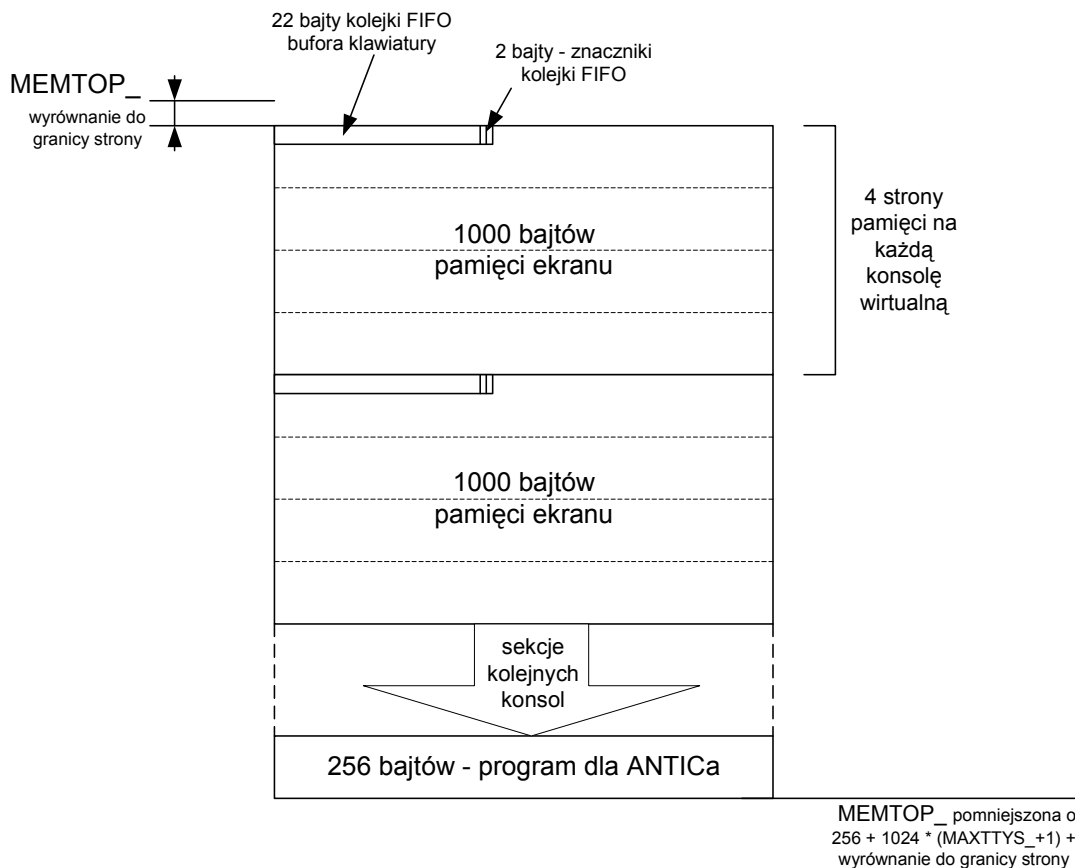 22 bajty kolejki FIFO
bufora klawiatury
2 bajty - znaczniki
kolejki FIFO
MEMTOP_
wyrównanie do
granicy strony
1000 bajtów
pamięci ekranu
4 strony
pamięci na
każdą
konsolę
wirtualną
1000 bajtów
pamięci ekranu
sekcje
kolejnych
konsol
256 bajtów - program dla ANTICa
MEMTOP_ pomniejszona o
256 + 1024 * (MAXTTYS_+1) +
wyrównanie do granicy strony